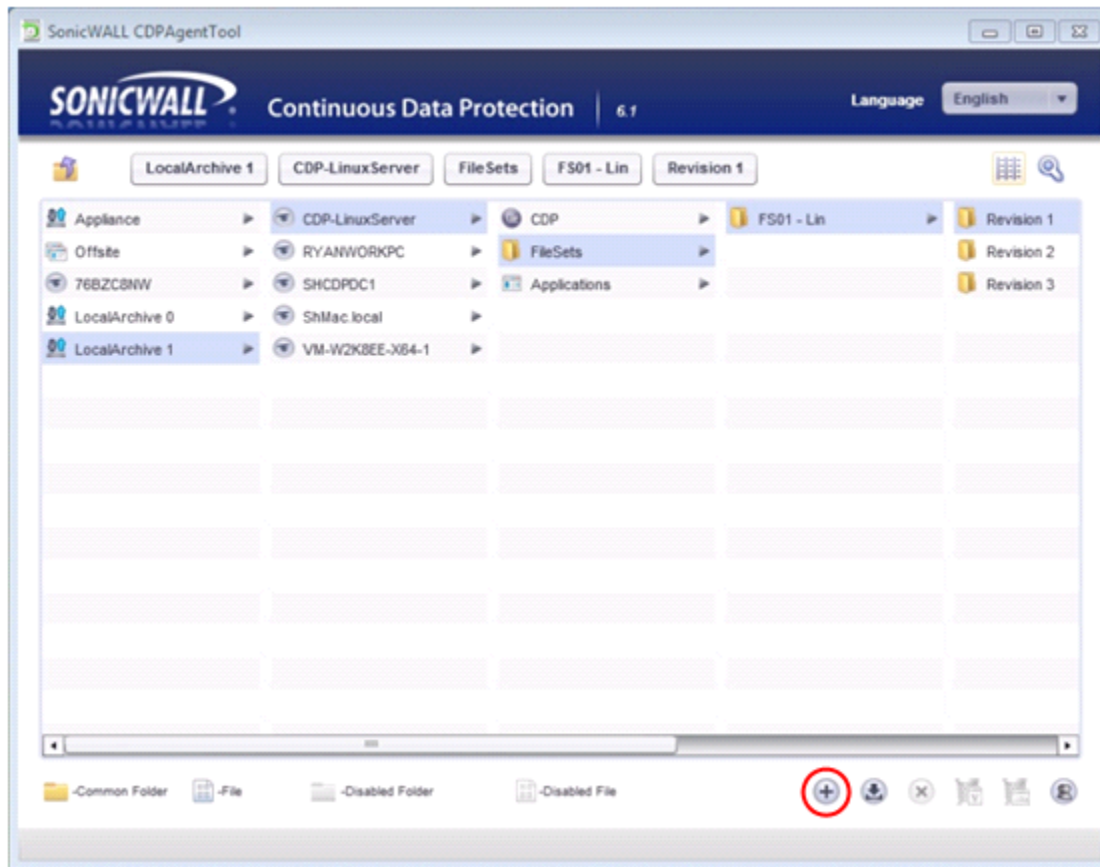 SonicWALL CDPAgentTool
SONICWALL Continuous Data Protection 6.1 Language English
LocalArchive 1 CDP-LinuxServer FileSets FS01 - Lin Revision 1
Appliance CDP-LinuxServer CDP FS01 - Lin Revision 1
Offsite RYANWORKPC FileSets Revision 2
76BZC8NW SHCDPDC1 Applications Revision 3
LocalArchive 0 ShMac.local
LocalArchive 1 VM-W2K8EE-X64-1
-Common Folder -File -Disabled Folder -Disabled File